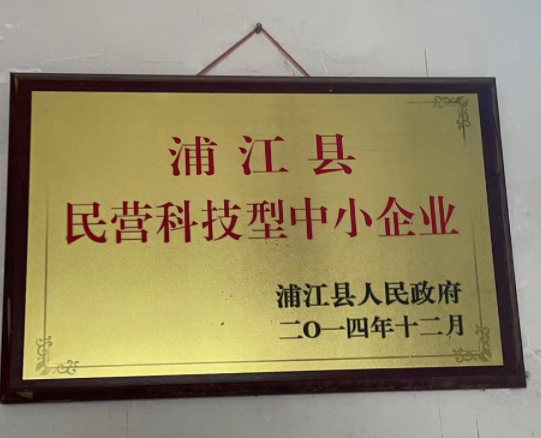 浦江县
民营科技型中小企业
浦江县人民政府
二〇一四年十二月